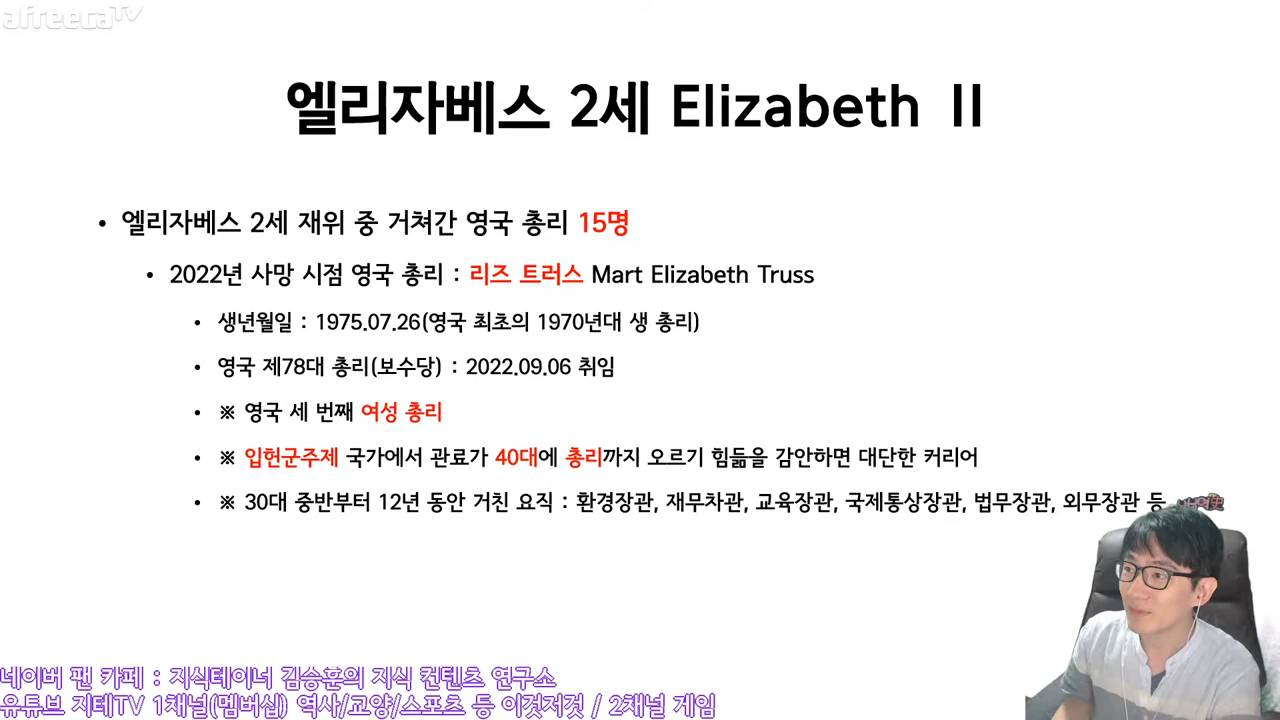 afreecaTV
엘리자베스 2세 Elizabeth II
• 엘리자베스 2세 재위 중 거쳐간 영국 총리 15명
• 2022년 사망 시점 영국 총리 : 리즈 트러스 Mart Elizabeth Truss
• 생년월일 : 1975.07.26(영국 최초의 1970년대 생 총리)
• 영국 제78대 총리(보수당) : 2022.09.06 취임
• ※ 영국 세 번째 여성 총리
• ※ 입헌군주제 국가에서 관료가 40대에 총리까지 오르기 힘듦을 감안하면 대단한 커리어
• ※ 30대 중반부터 12년 동안 거친 요직 : 환경장관, 재무차관, 교육장관, 국제통상장관, 법무장관, 외무장관 등
네이버 팬 카페 : 지식테이너 김승훈의 지식 컨텐츠 연구소
유튜브 지테TV 1채널(멤버십) 역사/교양/스포츠 등 이것저것 / 2채널 게임